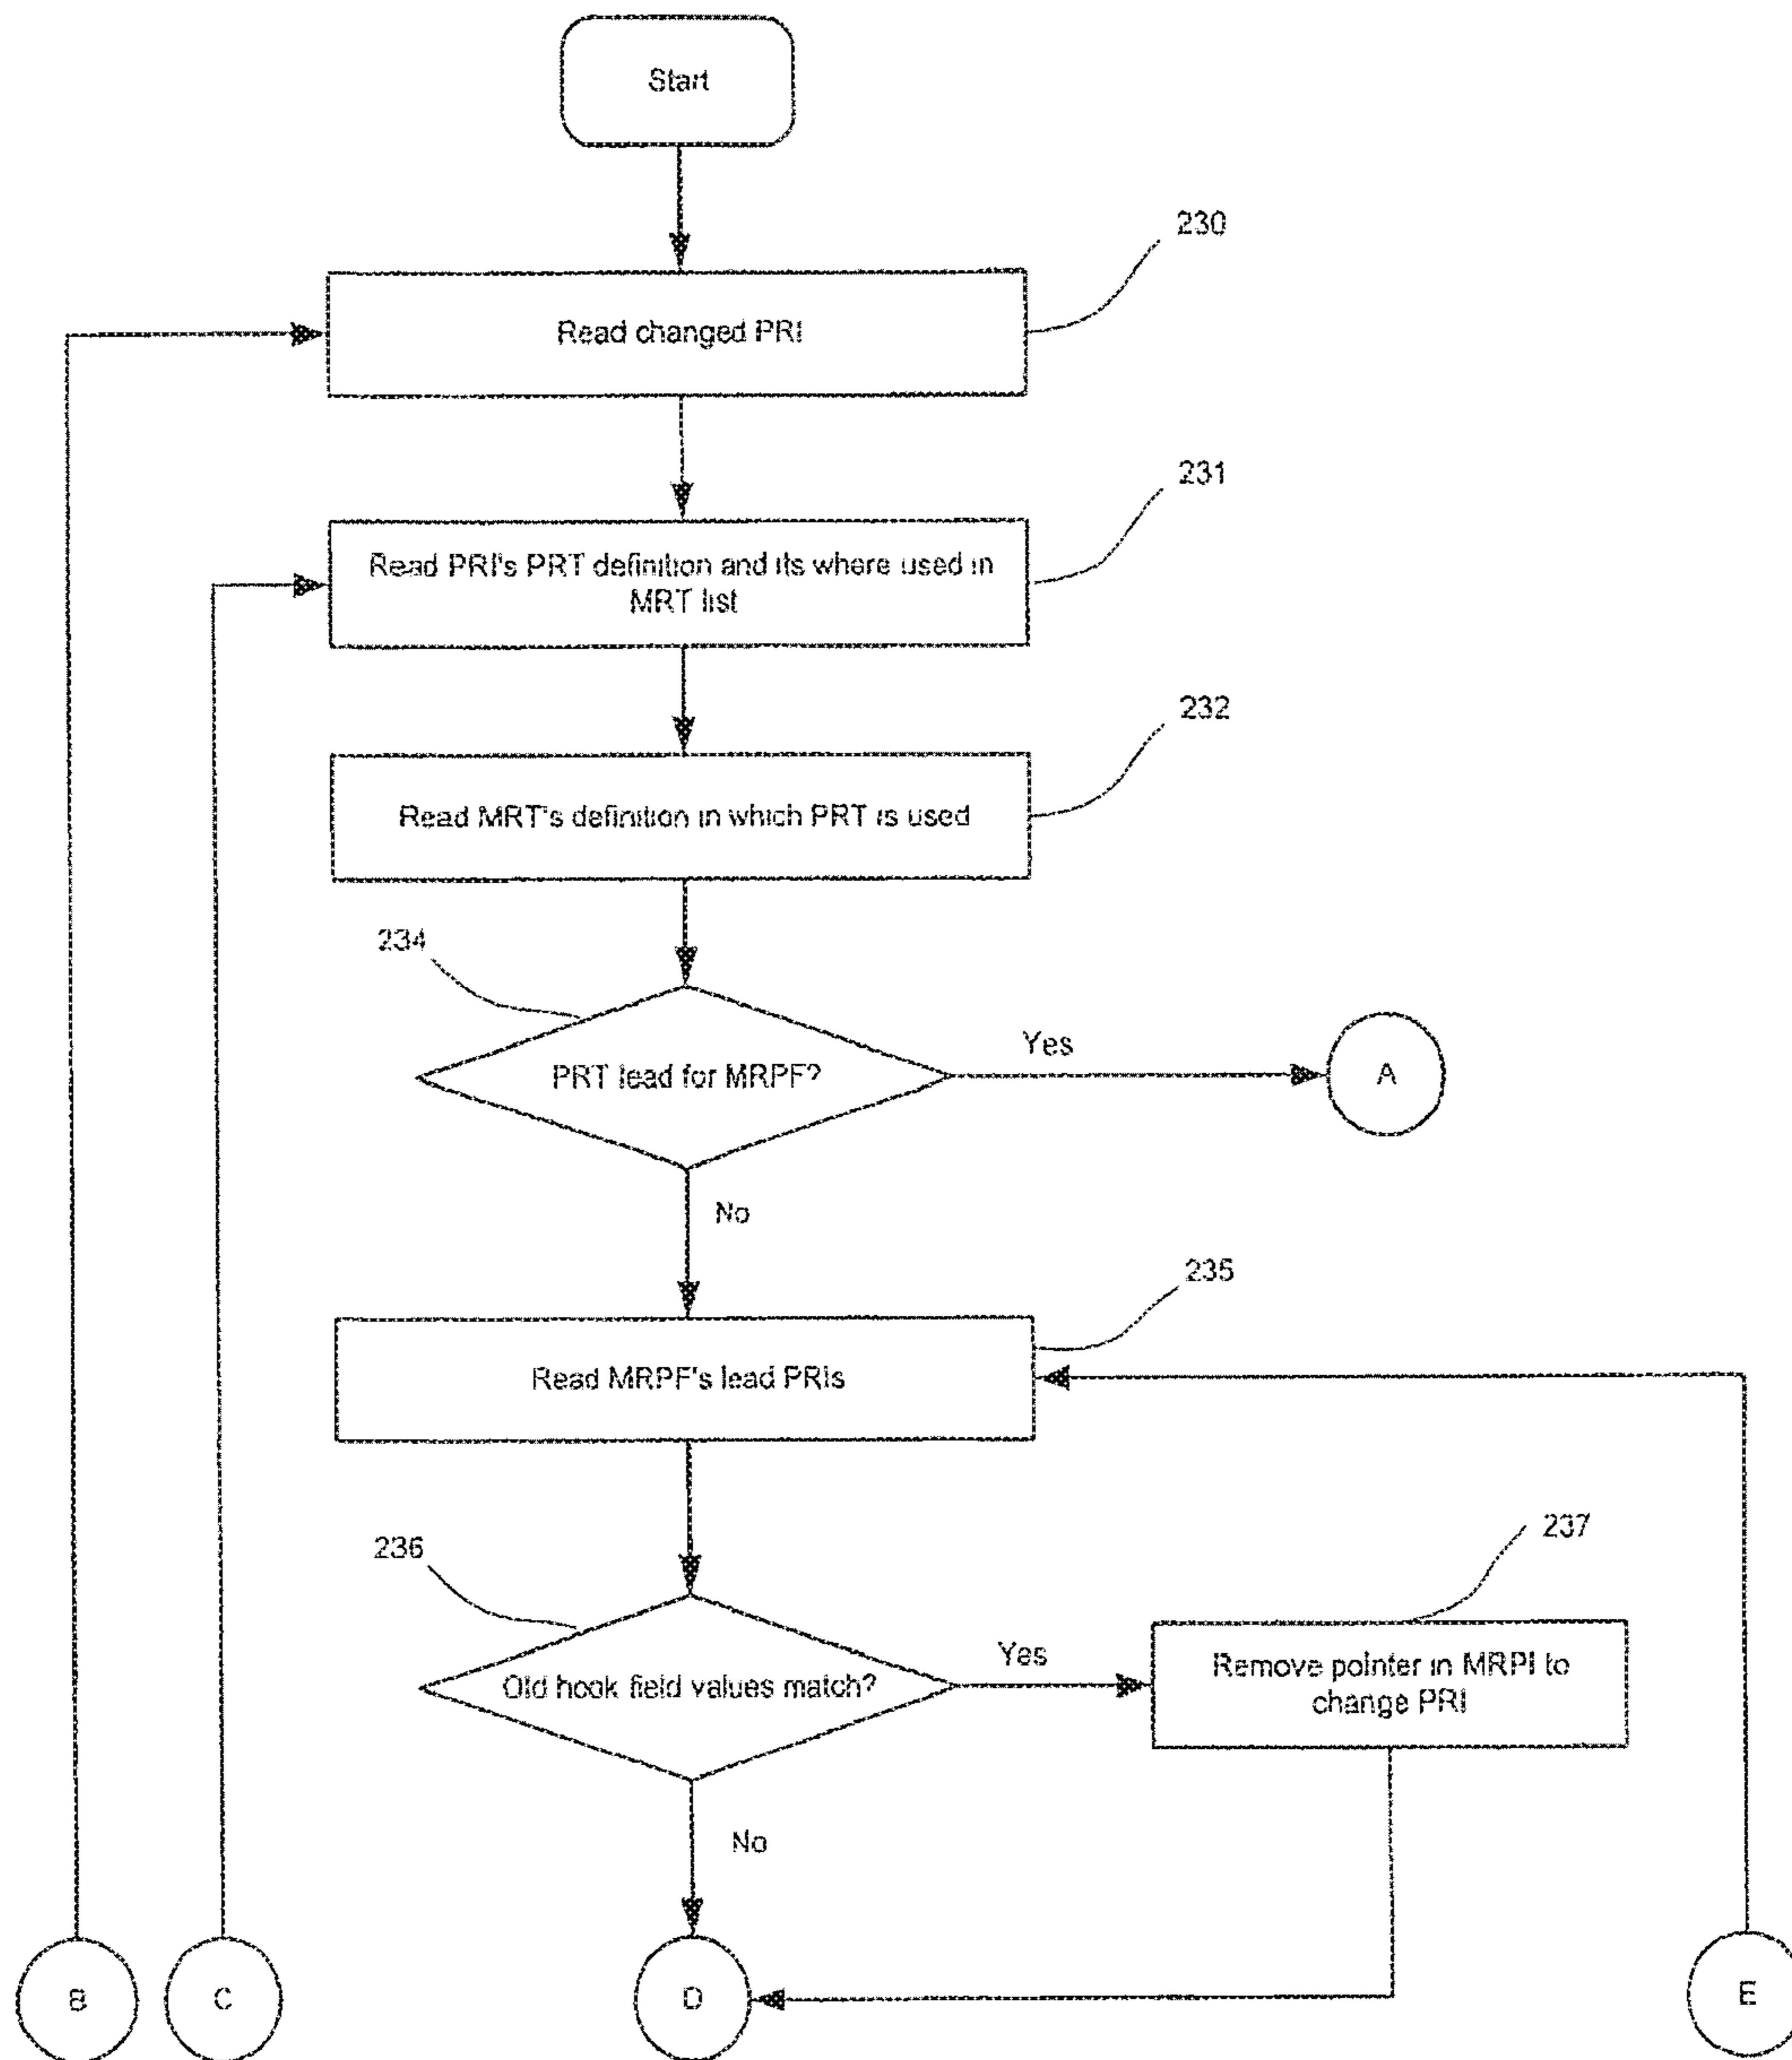 Start
230
Read changed PRI
231
Read PRI's PRT definition and its where used in
MRT list
232
Read MRT's definition in which PRT is used
234
PRT lead for MRPF?
Yes
A
No
235
Read MRPF's lead PRIs
236
Old hook field values match?
Yes
237
Remove pointer in MRPI to
change PRI
No
B
C
D
E